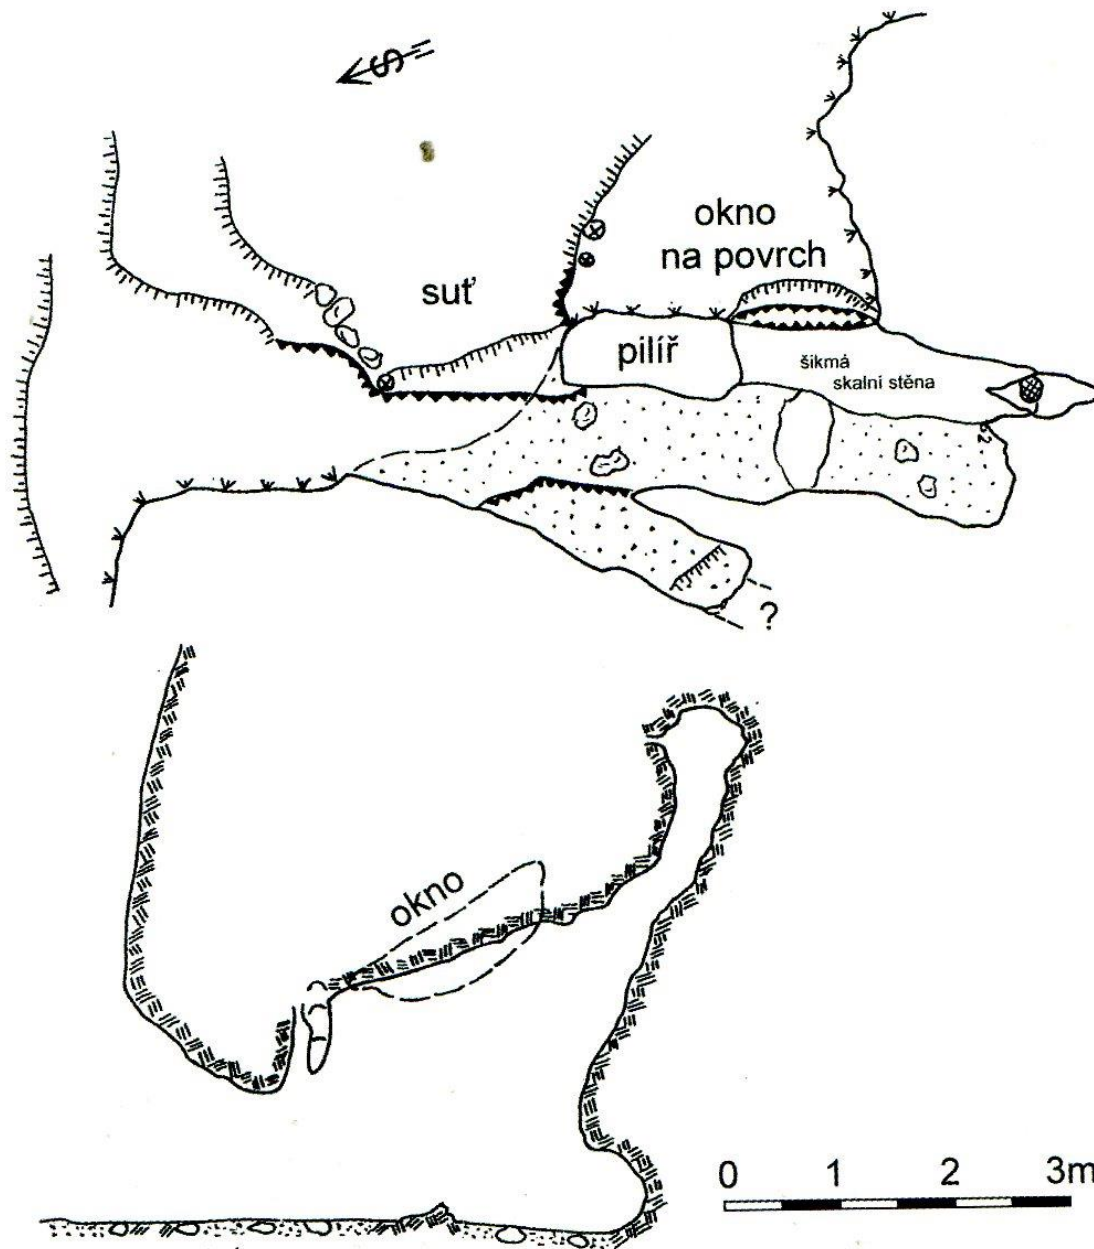 S
okno
na povrch
suť
pilíř
šikmá
skalní stěna
?
okno
0 1 2 3m